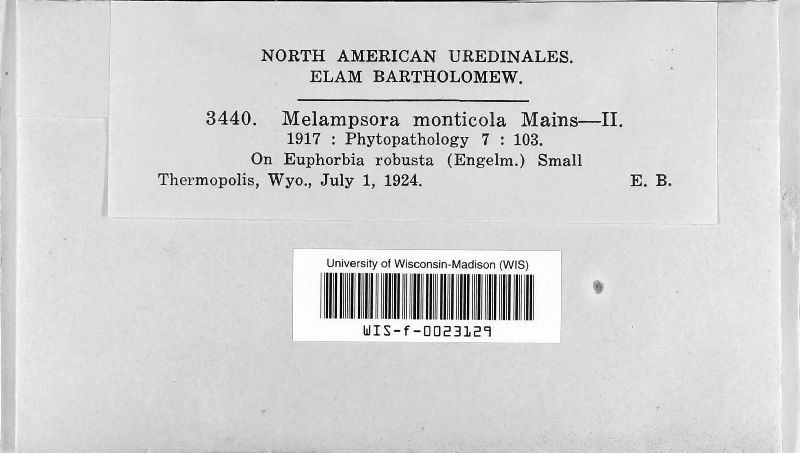 NORTH AMERICAN UREDINALES.
ELAM BARTHOLOMEW.
3440. Melampsora monticola Mains—II.
1917 : Phytopathology 7 : 103.
On Euphorbia robusta (Engelm.) Small
Thermopolis, Wyo., July 1, 1924. E. B.
University of Wisconsin-Madison (WIS)
WIS-f-0023129